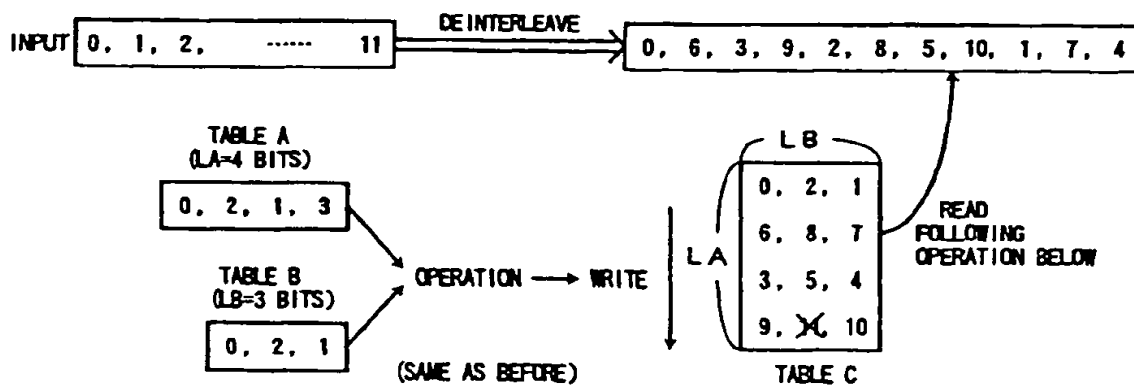 DEINTERLEAVE
INPUT 0, 1, 2, ...... 11
0, 6, 3, 9, 2, 8, 5, 10, 1, 7, 4
TABLE A
(LA=4 BITS)
0, 2, 1, 3
TABLE B
(LB=3 BITS)
0, 2, 1
OPERATION
WRITE
(SAME AS BEFORE)
LB
LA
0, 2, 1
6, 8, 7
3, 5, 4
9, 11, 10
TABLE C
READ
FOLLOWING
OPERATION BELOW